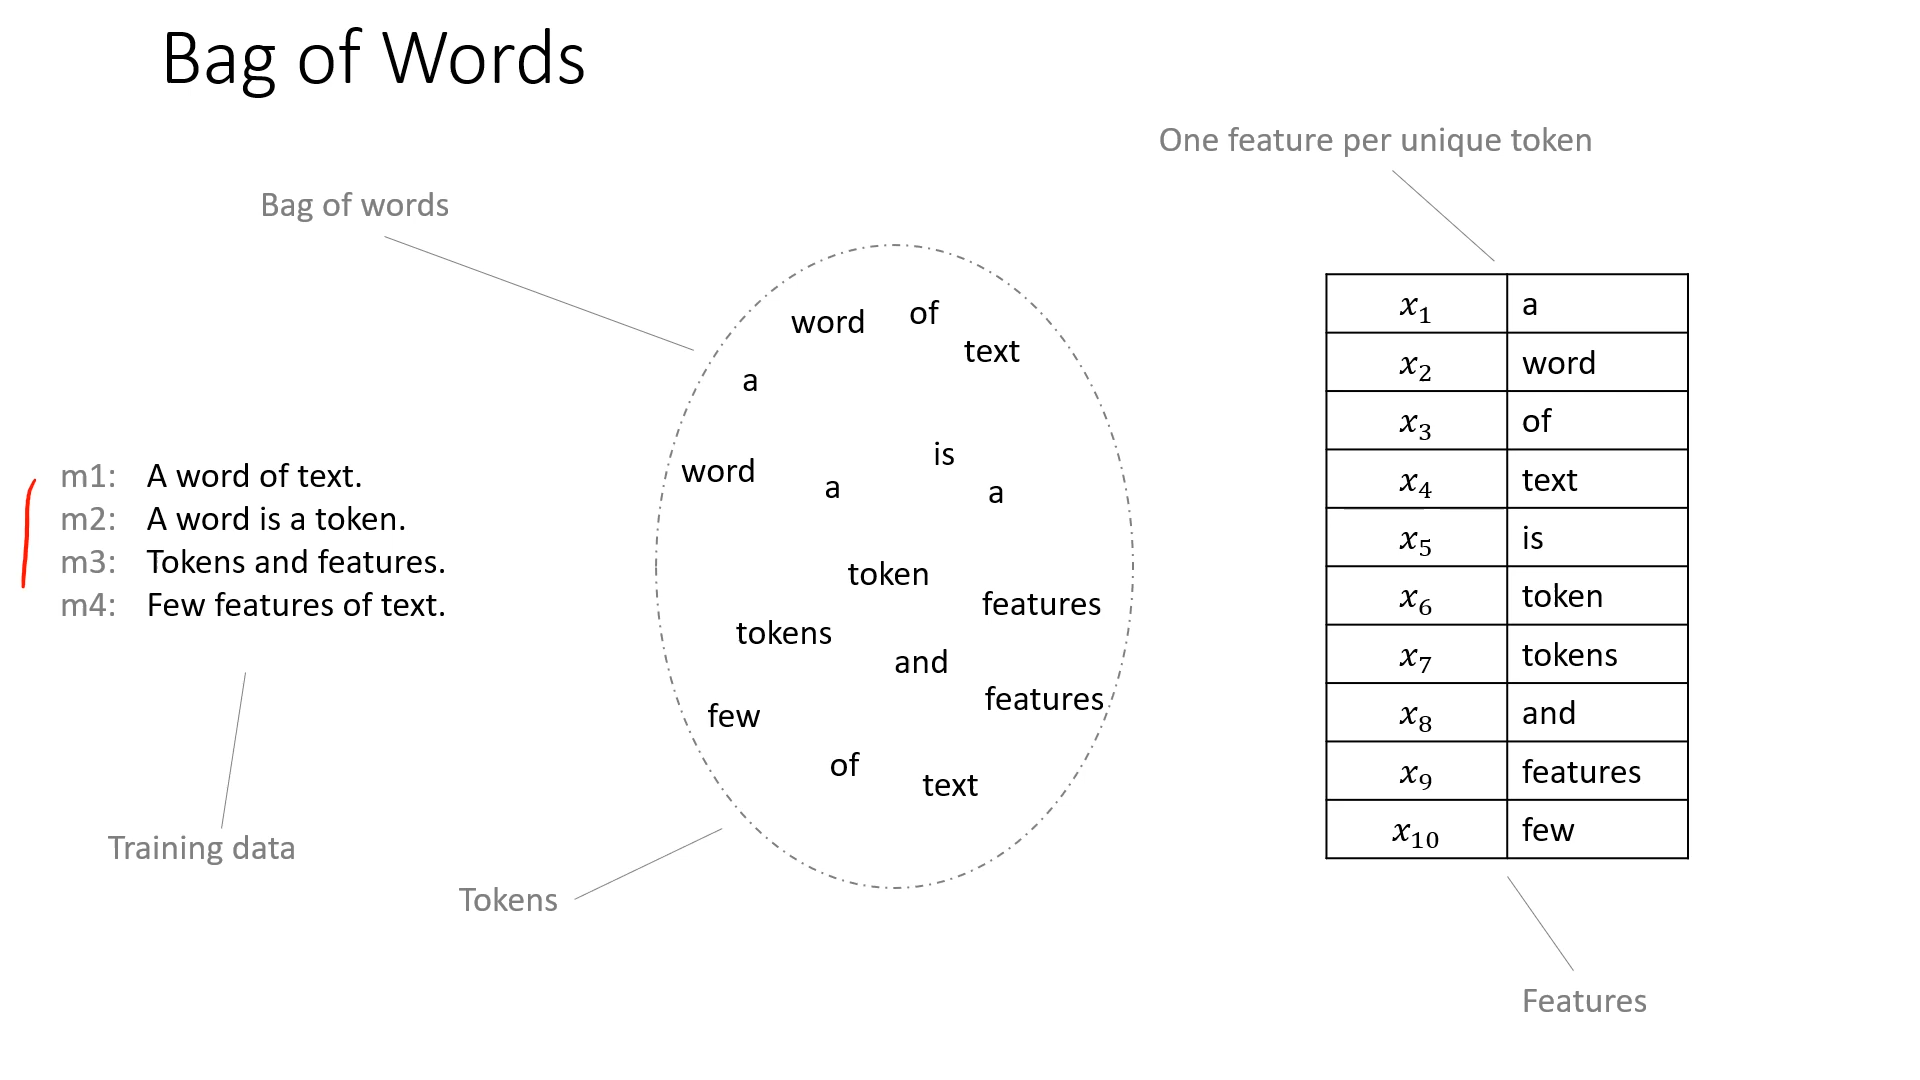 Bag of Words
One feature per unique token
Bag of words
m1: A word of text.
m2: A word is a token.
m3: Tokens and features.
m4: Few features of text.
Training data
Tokens
word of
text
a
is
word
a
a
token
features
tokens
and
features
few
of
text
x₁ a
x₂ word
x₃ of
x₄ text
x₅ is
x₆ token
x₇ tokens
x₈ and
x₉ features
x₁₀ few
Features